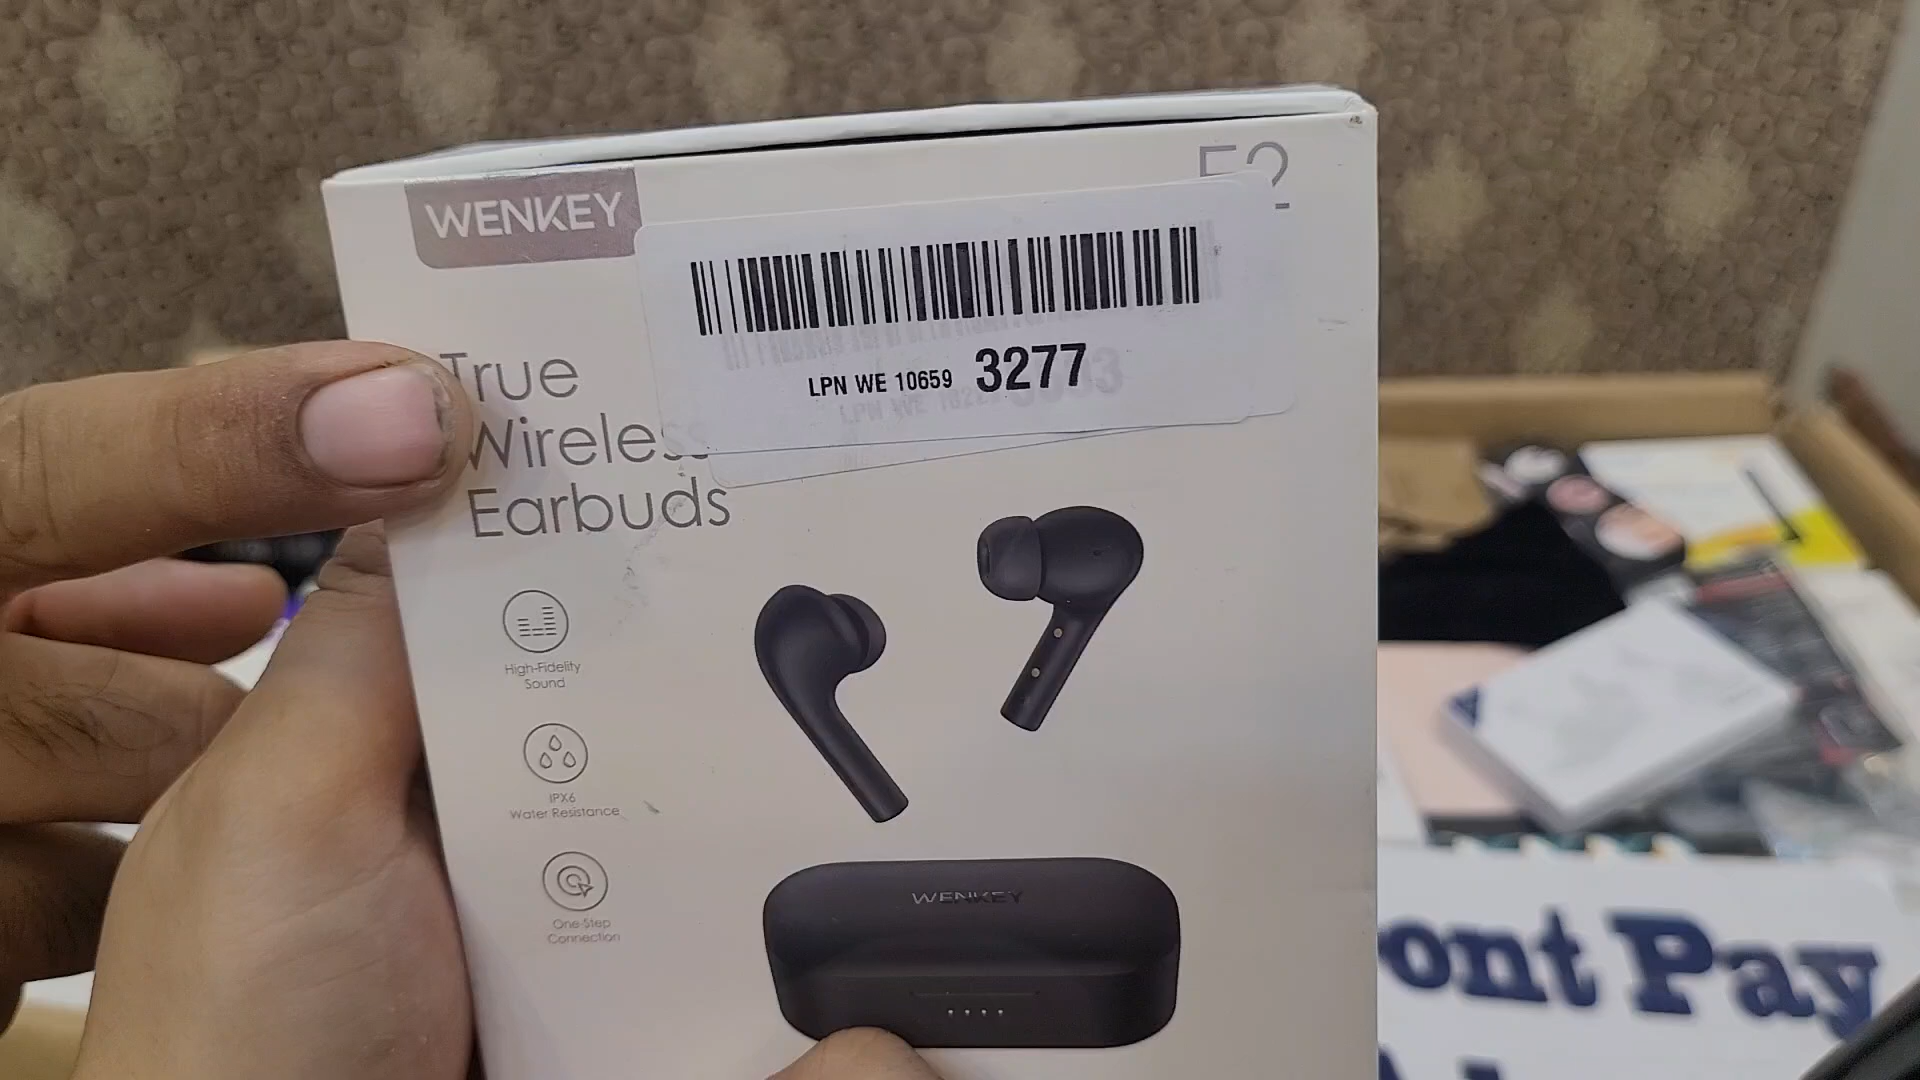 WENKEY
LPN WE 10659 3277
True
Wireless
Earbuds
High-Fidelity
Sound
IPX6
Water Resistance
One-Step
Connection
WENKEY
ont Pay